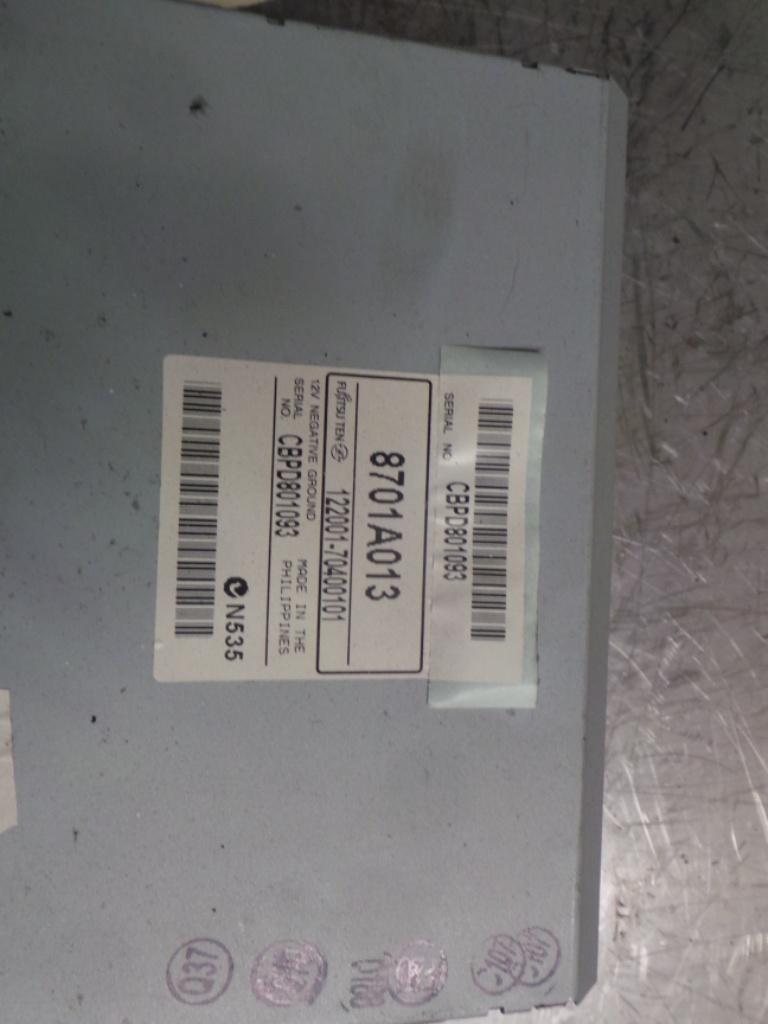 SERIAL NO. CBPD801093
8701A013
FUJITSU TEN 122001-70400101
12V NEGATIVE GROUND
SERIAL NO. CBPD801093
MADE IN THE PHILIPPINES
N535
Q37